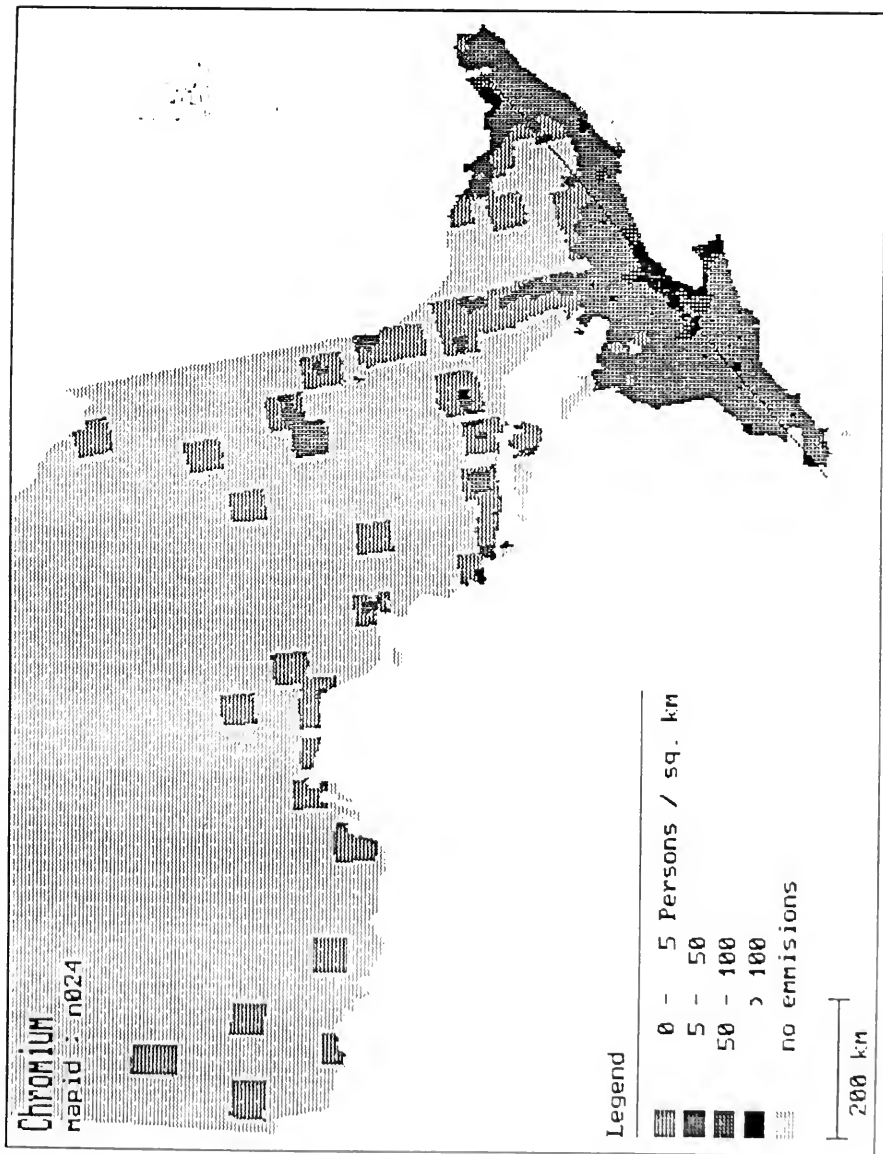 Chromium
mapid : n024
Legend
0 - 5 Persons / sq. km
5 - 50
50 - 100
> 100
no emmisions
200 km